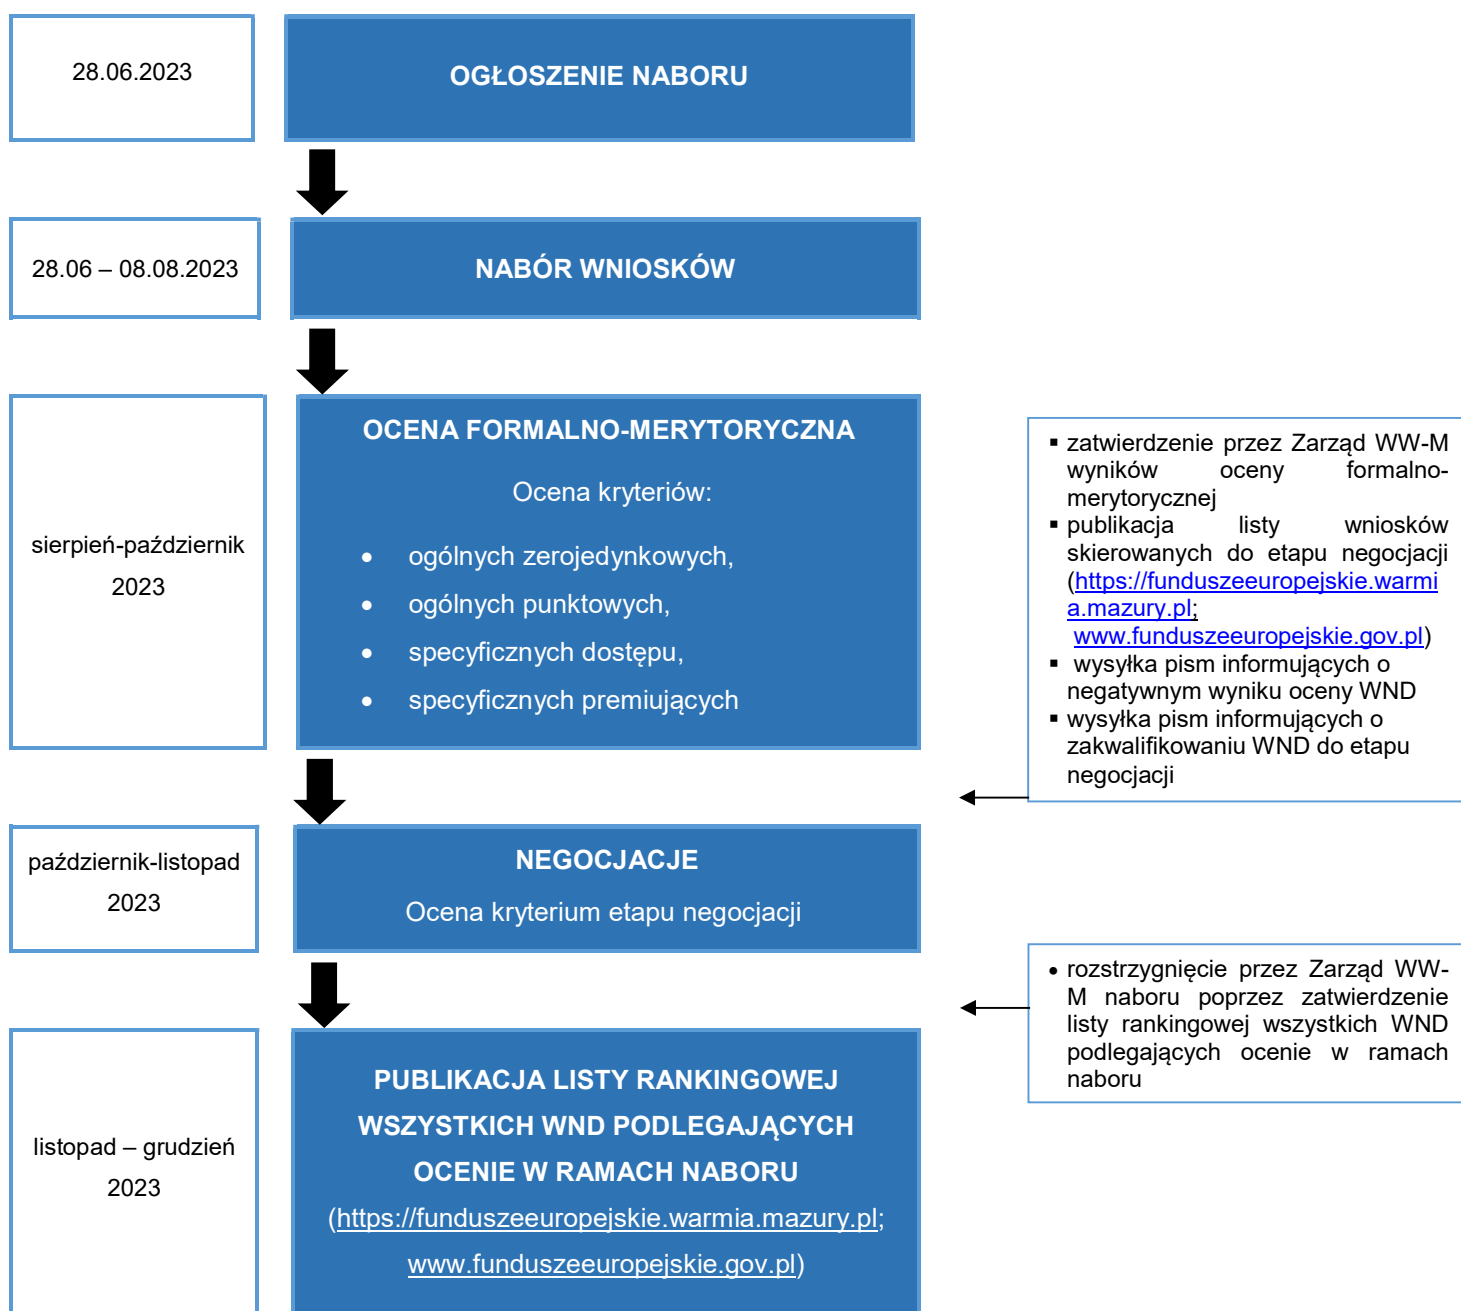 28.06.2023
OGŁOSZENIE NABORU
28.06 – 08.08.2023
NABÓR WNIOSKÓW
sierpień-październik
2023
OCENA FORMALNO-MERYTORYCZNA
Ocena kryteriów:
• ogólnych zerojedynkowych,
• ogólnych punktowych,
• specyficznych dostępu,
• specyficznych premiujących
▪ zatwierdzenie przez Zarząd WW-M
wyników oceny formalno-
merytorycznej
▪ publikacja listy wniosków
skierowanych do etapu negocjacji
(https://funduszeeuropejskie.warmi
a.mazury.pl;
www.funduszeeuropejskie.gov.pl)
▪ wysyłka pism informujących o
negatywnym wyniku oceny WND
▪ wysyłka pism informujących o
zakwalifikowaniu WND do etapu
negocjacji
październik-listopad
2023
NEGOCJACJE
Ocena kryterium etapu negocjacji
• rozstrzygnięcie przez Zarząd WW-
M naboru poprzez zatwierdzenie
listy rankingowej wszystkich WND
podlegających ocenie w ramach
naboru
listopad – grudzień
2023
PUBLIKACJA LISTY RANKINGOWEJ
WSZYSTKICH WND PODLEGAJĄCYCH
OCENIE W RAMACH NABORU
(https://funduszeeuropejskie.warmia.mazury.pl;
www.funduszeeuropejskie.gov.pl)